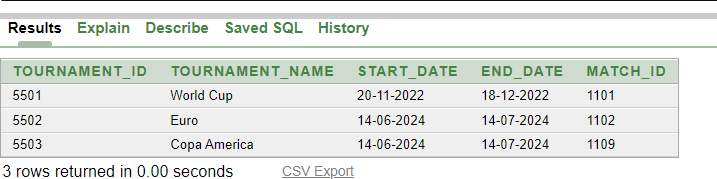 Results Explain Describe Saved SQL History
TOURNAMENT_ID TOURNAMENT_NAME START_DATE END_DATE MATCH_ID
5501 World Cup 20-11-2022 18-12-2022 1101
5502 Euro 14-06-2024 14-07-2024 1102
5503 Copa America 14-06-2024 14-07-2024 1109
3 rows returned in 0.00 seconds CSV Export